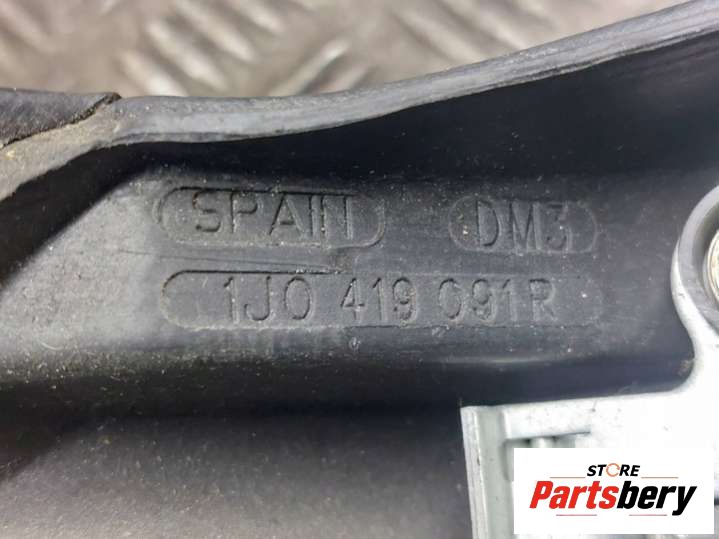 SPAIN DM3
1J0 419 091R
STORE
Partsbery